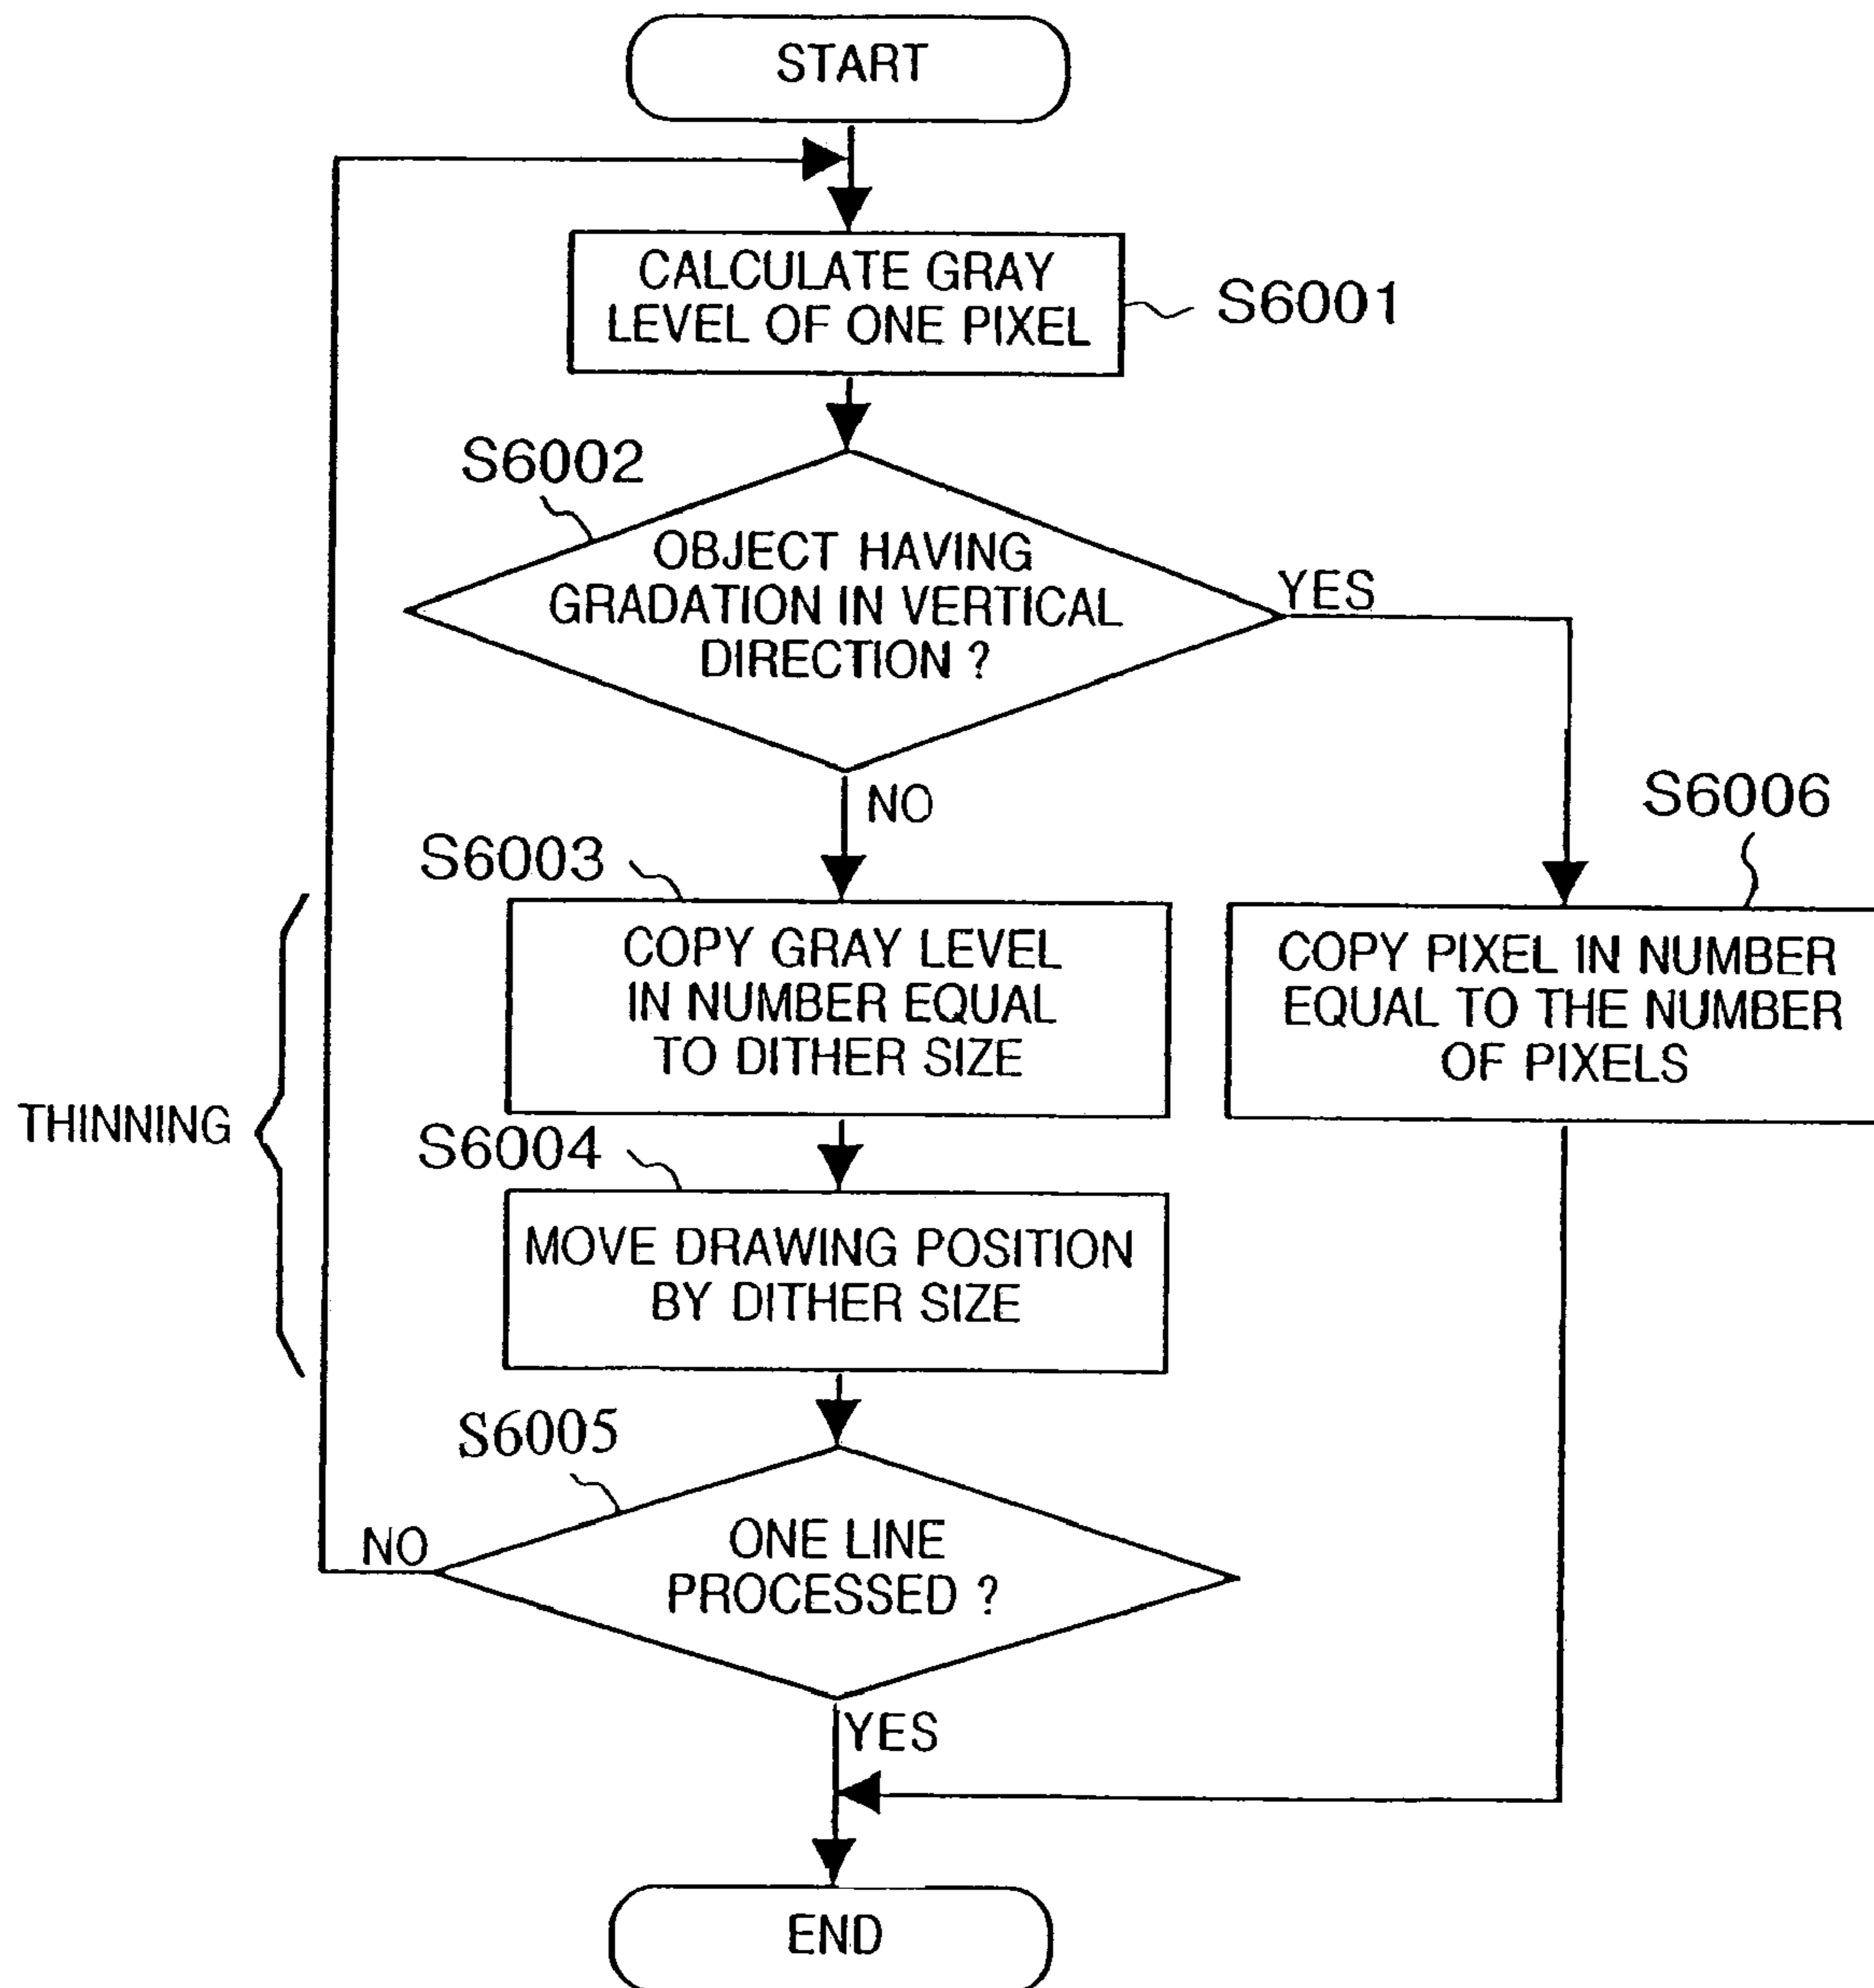 START
CALCULATE GRAY
LEVEL OF ONE PIXEL
S6001
S6002
OBJECT HAVING
GRADATION IN VERTICAL
DIRECTION ?
YES
NO
S6006
S6003
COPY GRAY LEVEL
IN NUMBER EQUAL
TO DITHER SIZE
COPY PIXEL IN NUMBER
EQUAL TO THE NUMBER
OF PIXELS
THINNING
S6004
MOVE DRAWING POSITION
BY DITHER SIZE
S6005
NO
ONE LINE
PROCESSED ?
YES
END